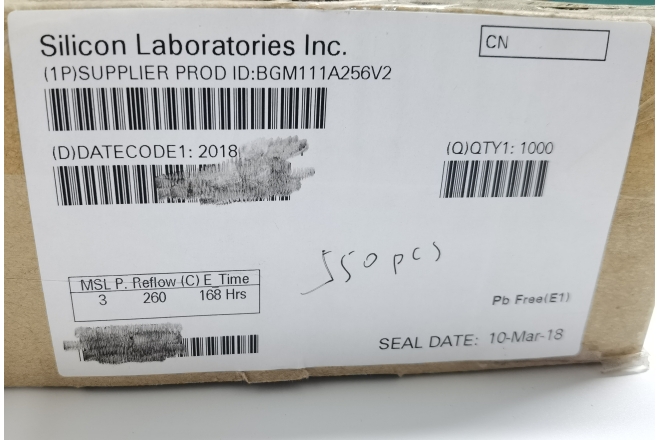 Silicon Laboratories Inc.
CN
(1P)SUPPLIER PROD ID:BGM111A256V2
(D)DATECODE1: 2018
(Q)QTY1: 1000
550 pcs
MSL P. Reflow (C) E_Time
3 260 168 Hrs
Pb Free(E1)
SEAL DATE: 10-Mar-18